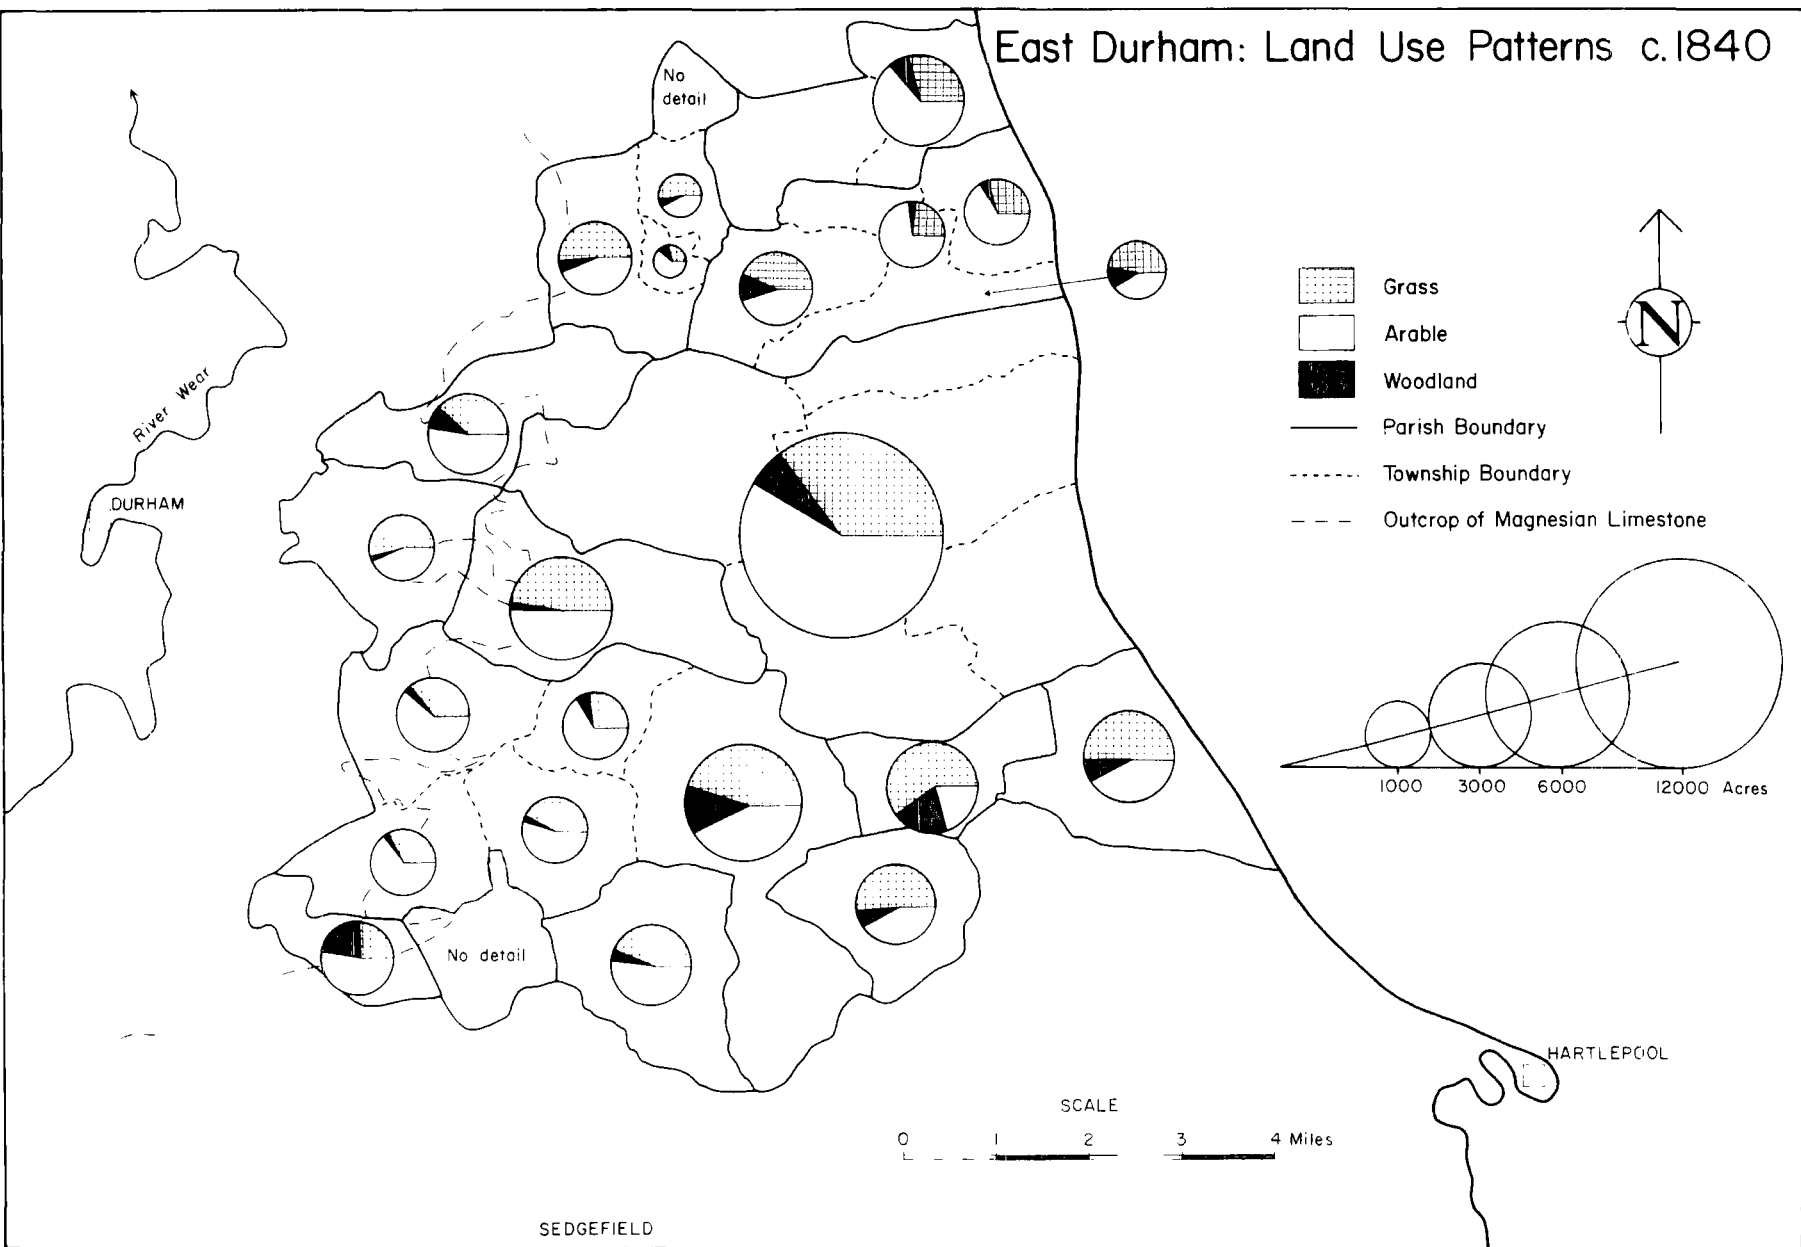 East Durham: Land Use Patterns c.1840
No
detail
Grass
Arable
Woodland
Parish Boundary
Township Boundary
Outcrop of Magnesian Limestone
N
River Wear
DURHAM
1000 3000 6000 12000 Acres
No detail
HARTLEPOOL
SCALE
0 1 2 3 4 Miles
SEDGEFIELD